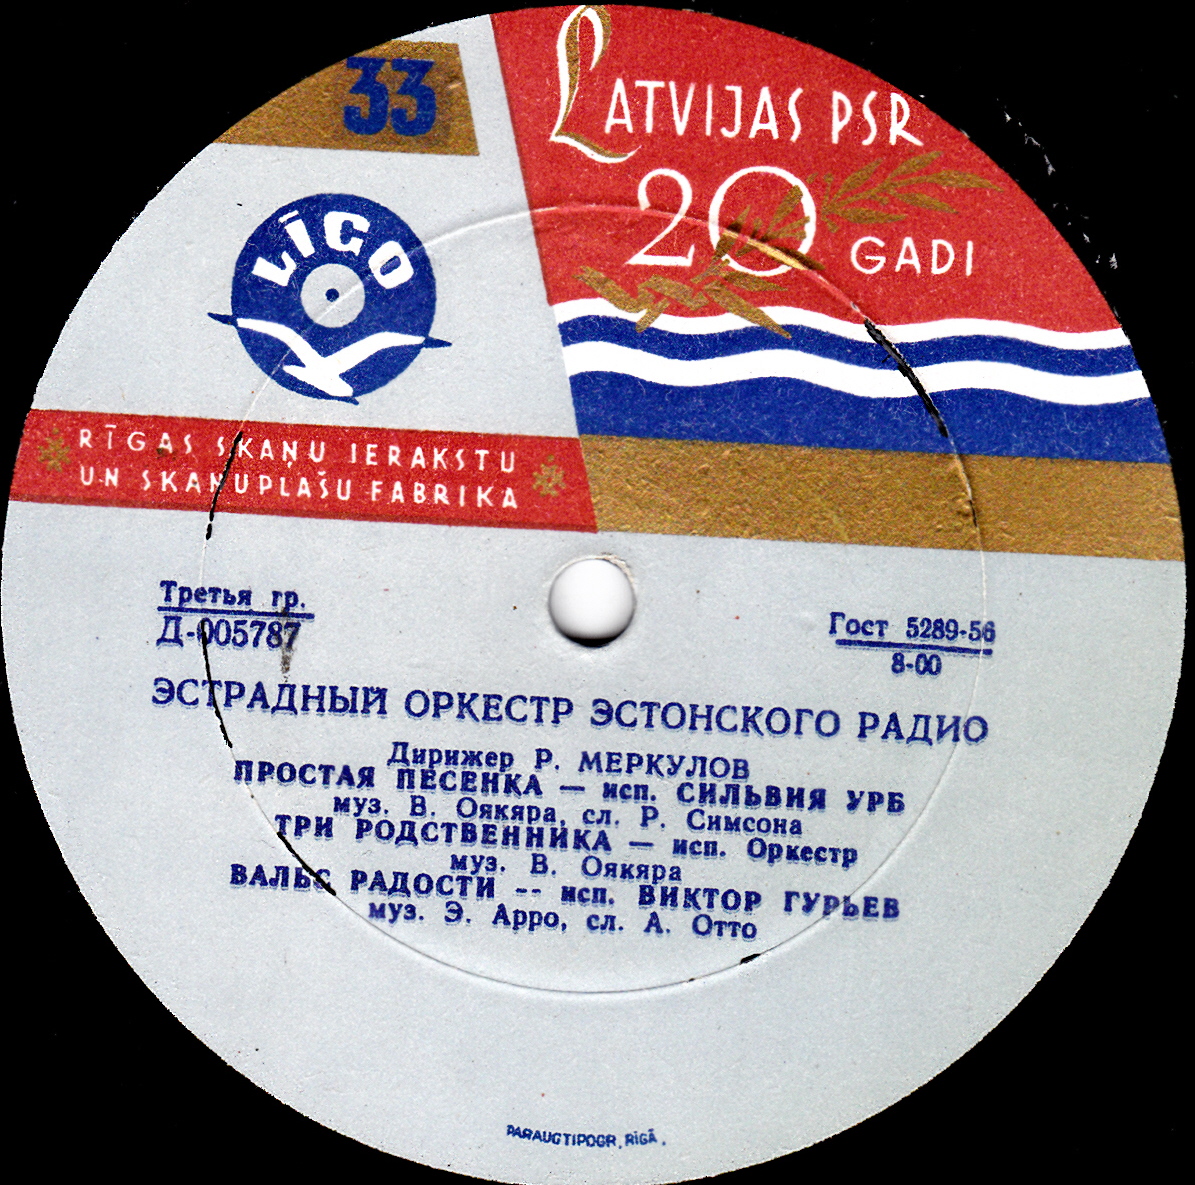 33
LATVIJAS PSR
20 GADI
LĪGO
RĪGAS SKAŅU IERAKSTU
UN SKAŅUPLAŠU FABRIKA
Третья гр.
Д-005787
Гост 5289-56
8-00
ЭСТРАДНЫЙ ОРКЕСТР ЭСТОНСКОГО РАДИО
Дирижер Р. МЕРКУЛОВ
ПРОСТАЯ ПЕСЕНКА — исп. СИЛЬВИЯ УРБ
муз. В. Оякяра, сл. Р. Симсона
ТРИ РОДСТВЕННИКА — исп. Оркестр
муз. В. Оякяра
ВАЛЬС РАДОСТИ -- исп. ВИКТОР ГУРЬЕВ
муз. Э. Арро, сл. А. Отто
PARAUGTIPOGR, RĪGĀ.